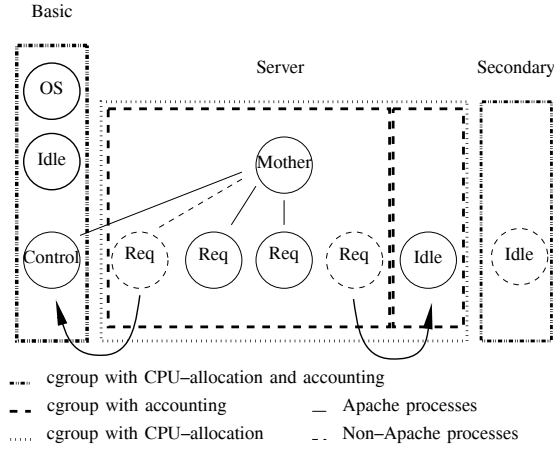 Basic
Server
Secondary
OS
Idle
Mother
Control
Req
Req
Req
Req
Idle
Idle
cgroup with CPU–allocation and accounting
cgroup with accounting
Apache processes
cgroup with CPU–allocation
Non–Apache processes